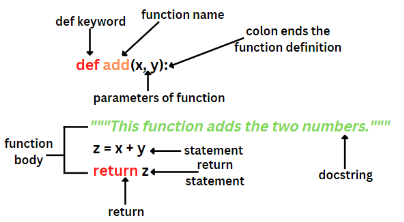 def keyword
function name
colon ends the
function definition
def add(x, y):
parameters of function
"""This function adds the two numbers."""
function
body
z = x + y
statement
return z
return
statement
docstring
return